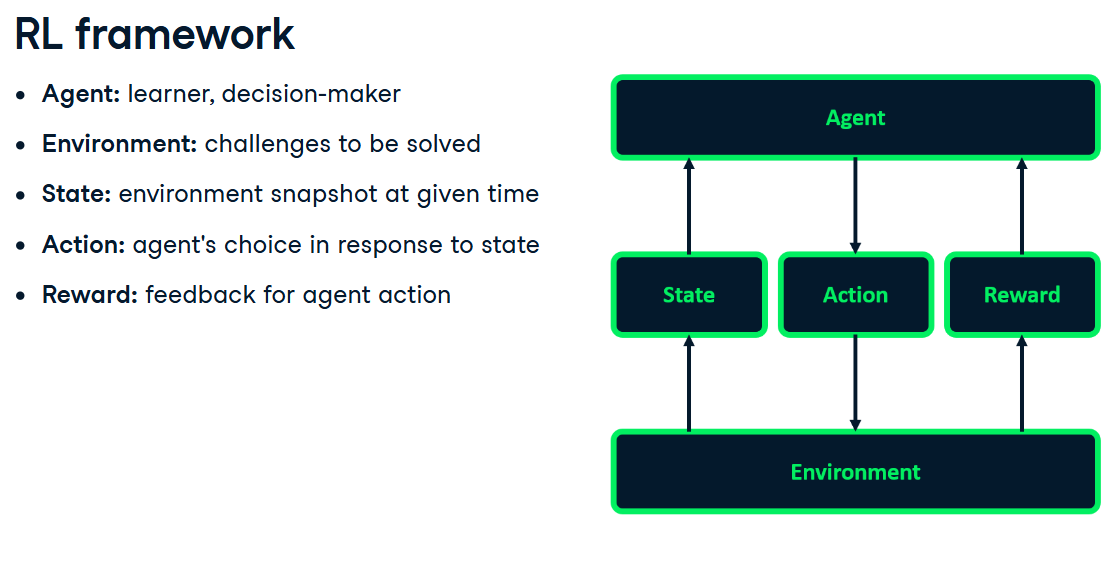 RL framework
• Agent: learner, decision-maker
• Environment: challenges to be solved
• State: environment snapshot at given time
• Action: agent's choice in response to state
• Reward: feedback for agent action
Agent
State
Action
Reward
Environment